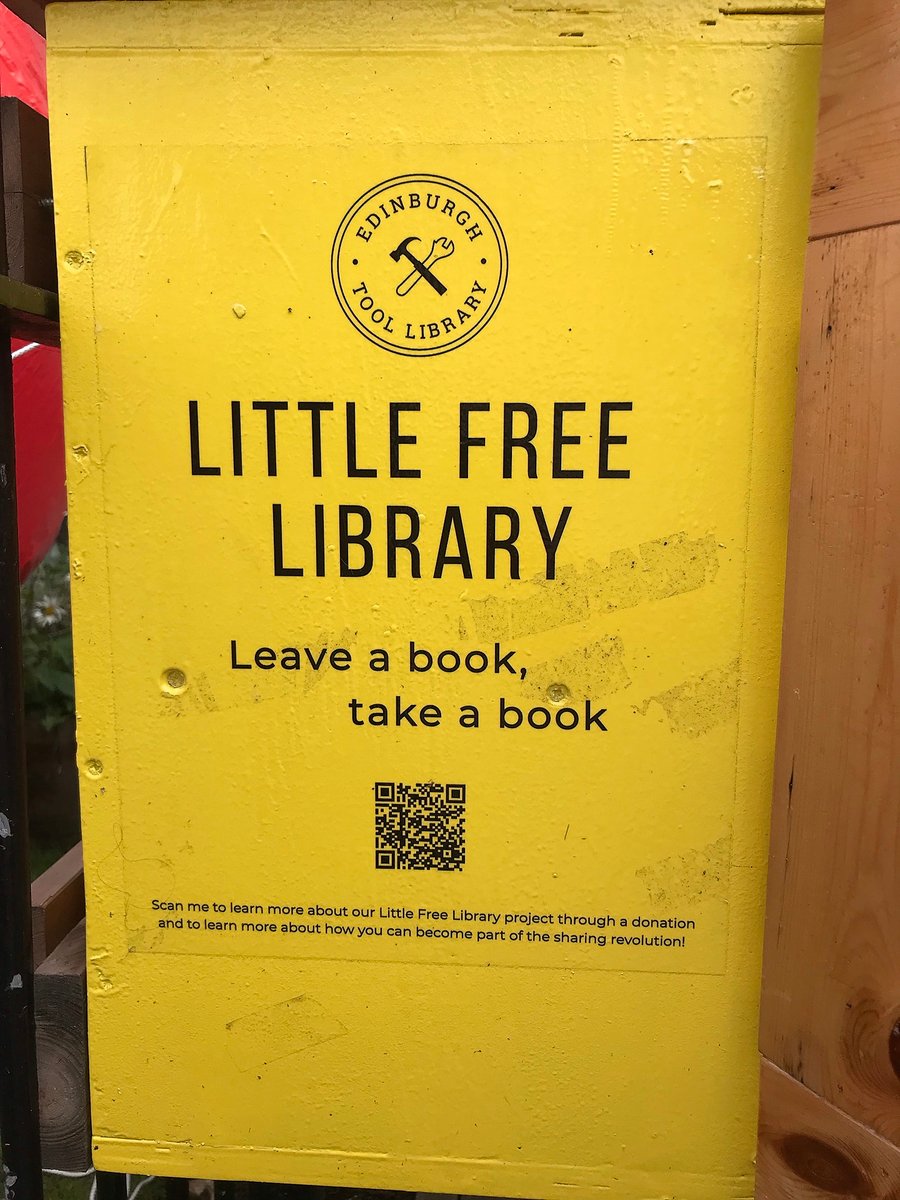 EDINBURGH
TOOL LIBRARY
LITTLE FREE
LIBRARY
Leave a book,
take a book
Scan me to learn more about our Little Free Library project through a donation
and to learn more about how you can become part of the sharing revolution!